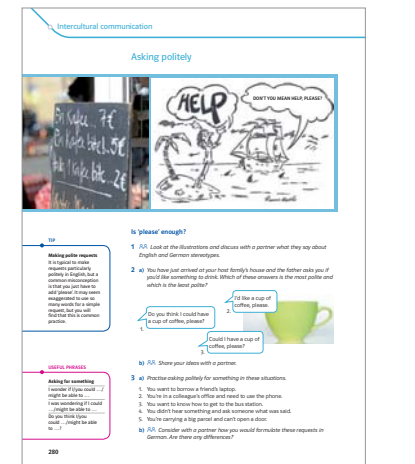 Intercultural communication
Asking politely
Ein Kaffee 7€
Ein Kaffee bitte 5€
2€
HELP
DON'T YOU MEAN HELP, PLEASE?
Is 'please' enough?
TIP
Making polite requests
It is typical to make
requests particularly
politely in English, but a
common misconception
is that you just have to
add 'please'. It may seem
exaggerated to use so
many words for a simple
request, but you will
find that this is common
practice.
1 Look at the illustrations and discuss with a partner what they say about
English and German stereotypes.
2 a) You have just arrived at your host family's house and the father asks you if
you'd like something to drink. Which of these answers is the most polite and
which is the least polite?
Do you think I could have
a cup of coffee, please?
1.
I'd like a cup of
coffee, please.
2.
Could I have a cup of
coffee, please?
3.
b) Share your ideas with a partner.
USEFUL PHRASES
Asking for something
I wonder if I/you could …/
might be able to …
I was wondering if I could
…/might be able to …
Do you think I/you
could …/might be able
to …?
3 a) Practise asking politely for something in these situations.
1. You want to borrow a friend's laptop.
2. You're in a colleague's office and need to use the phone.
3. You want to know how to get to the bus station.
4. You didn't hear something and ask someone what was said.
5. You're carrying a big parcel and can't open a door.
b) Consider with a partner how you would formulate these requests in
German. Are there any differences?
280